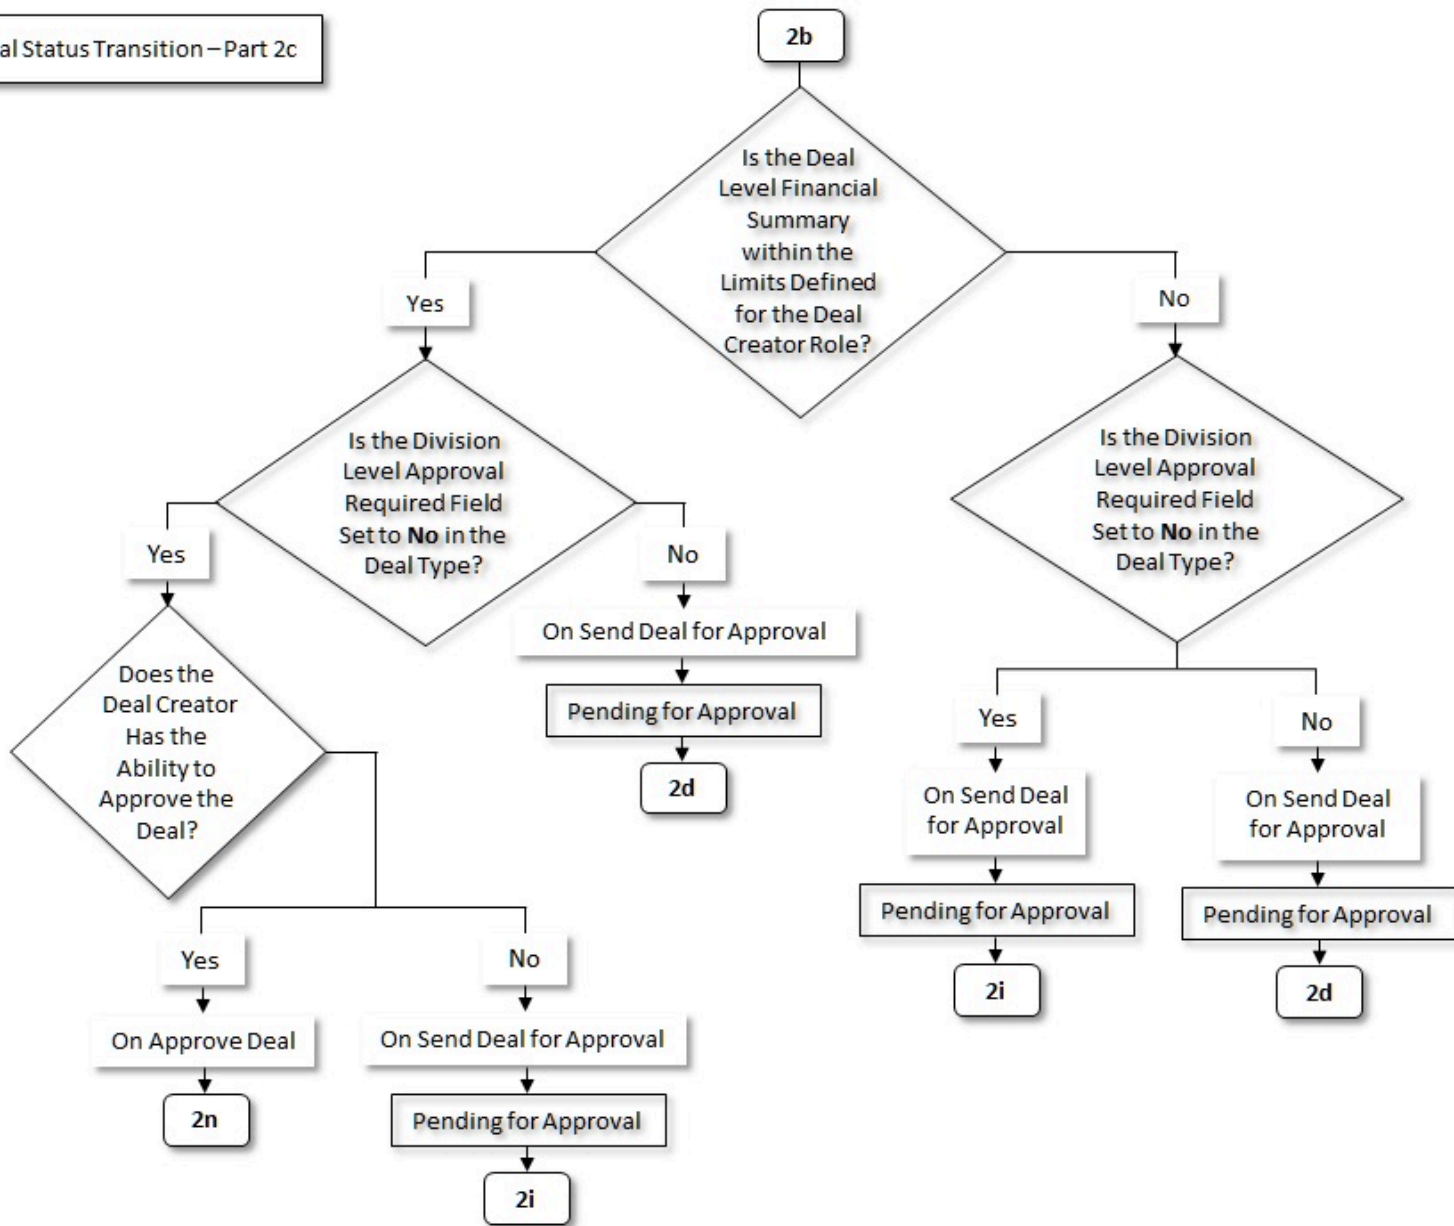 al Status Transition – Part 2c
2b
Is the Deal
Level Financial
Summary
within the
Limits Defined
for the Deal
Creator Role?
Yes
No
Is the Division
Level Approval
Required Field
Set to No in the
Deal Type?
Is the Division
Level Approval
Required Field
Set to No in the
Deal Type?
Yes
No
On Send Deal for Approval
Pending for Approval
2d
Does the
Deal Creator
Has the
Ability to
Approve the
Deal?
Yes
No
On Send Deal
for Approval
On Send Deal
for Approval
Pending for Approval
Pending for Approval
2i
2d
Yes
No
On Approve Deal
On Send Deal for Approval
2n
Pending for Approval
2i